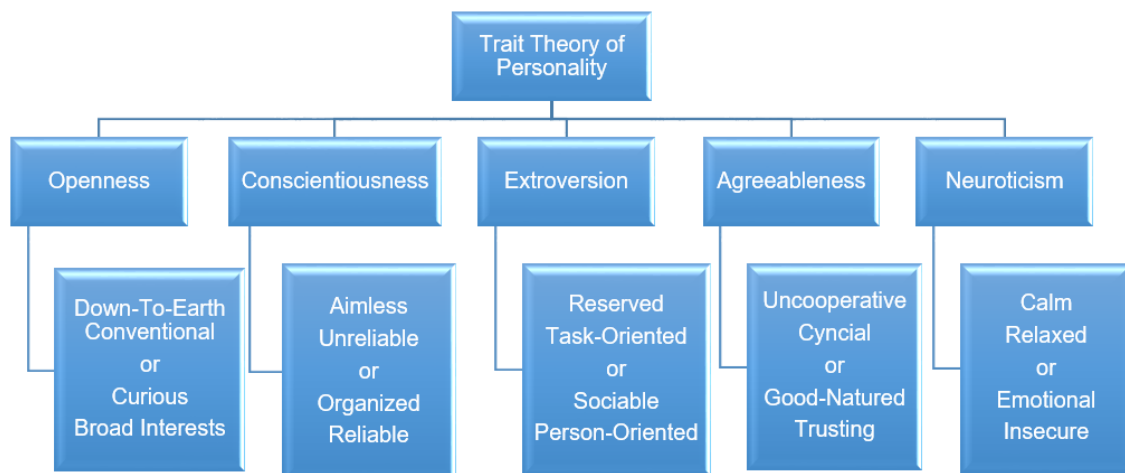 Trait Theory of
Personality
Openness
Conscientiousness
Extroversion
Agreeableness
Neuroticism
Down-To-Earth
Conventional
or
Curious
Broad Interests
Aimless
Unreliable
or
Organized
Reliable
Reserved
Task-Oriented
or
Sociable
Person-Oriented
Uncooperative
Cyncial
or
Good-Natured
Trusting
Calm
Relaxed
or
Emotional
Insecure